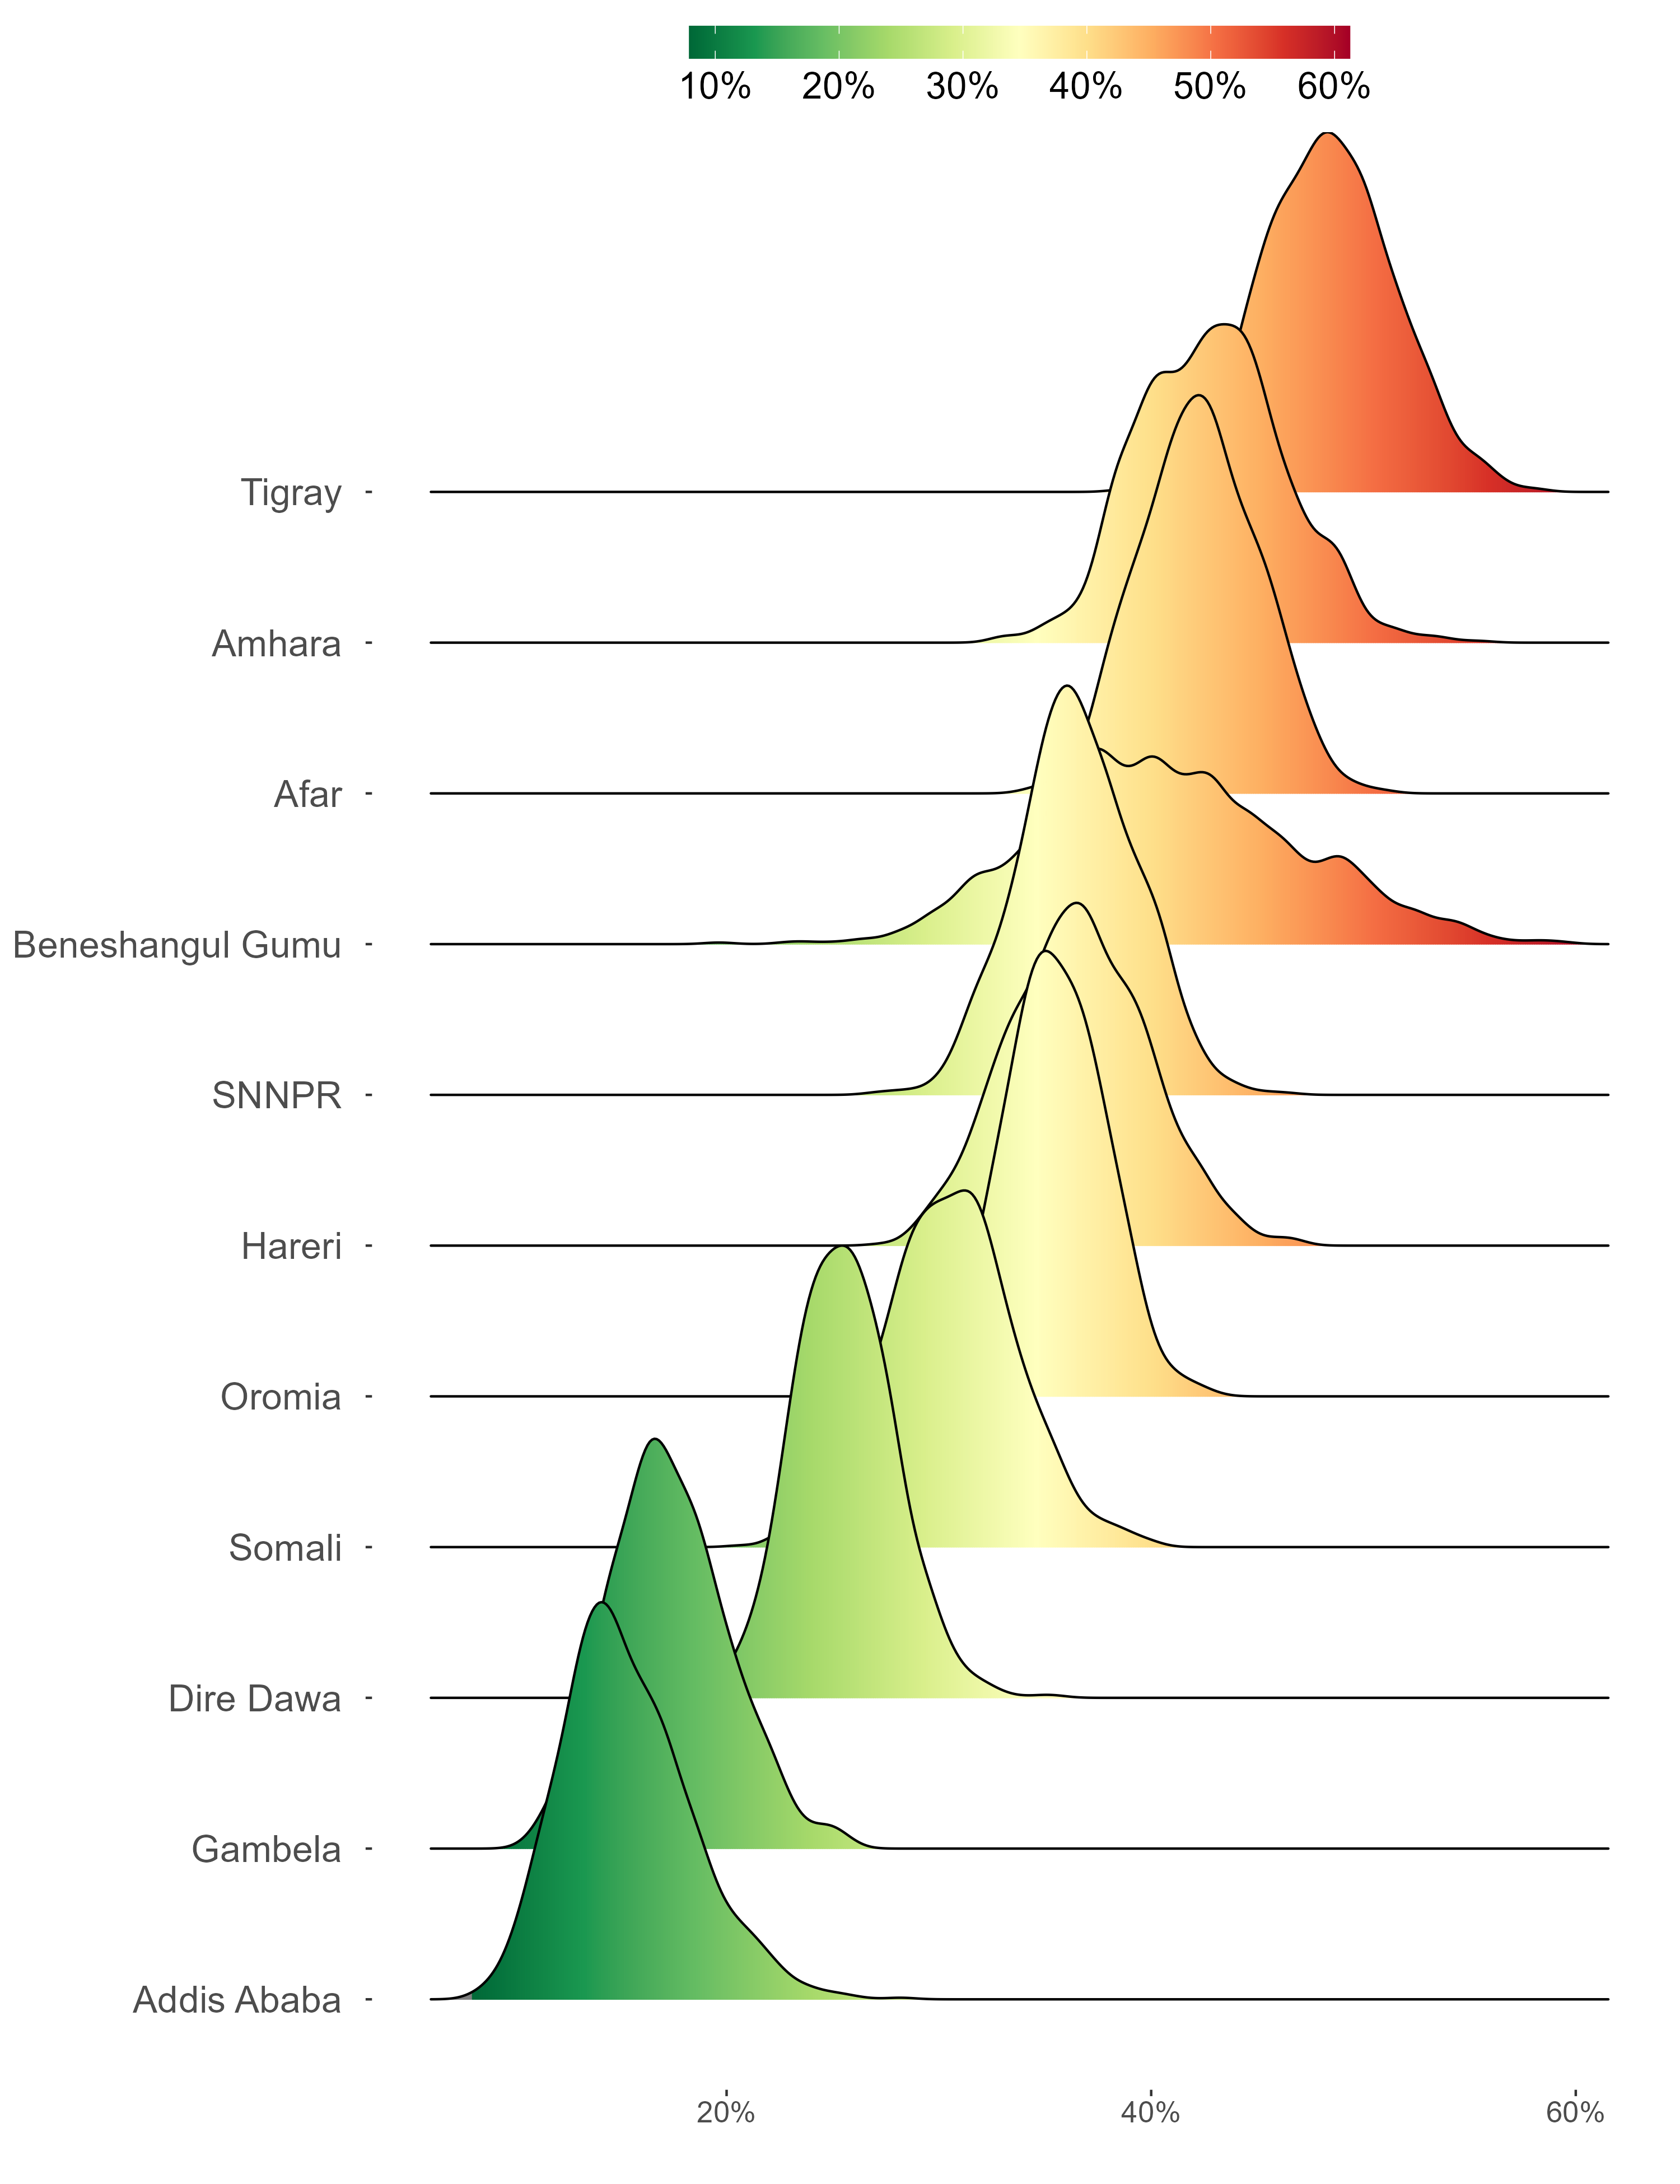 10% 20% 30% 40% 50% 60%
Tigray
Amhara
Afar
Beneshangul Gumu
SNNPR
Hareri
Oromia
Somali
Dire Dawa
Gambela
Addis Ababa
20% 40% 60%